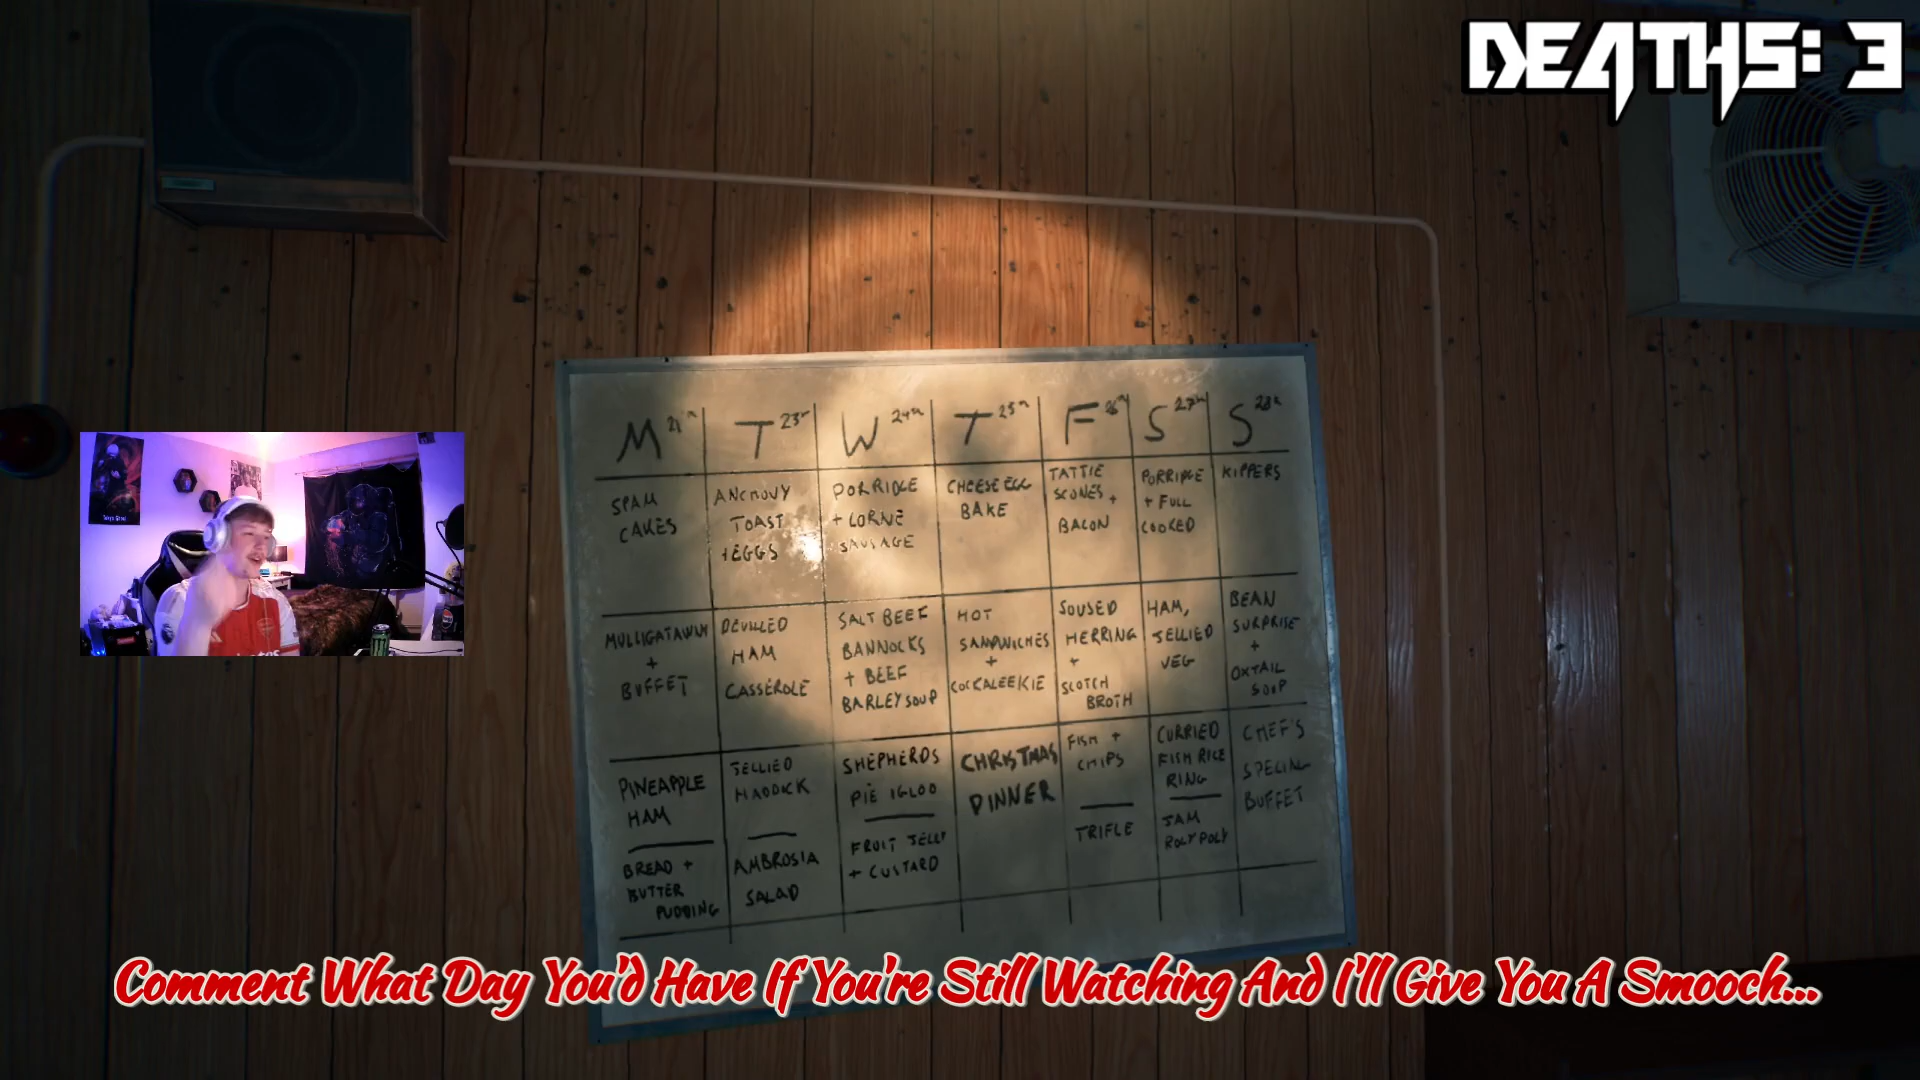 DEATHS: 3
M T 23r W 24th T 25th F 26th S 27th S 28th
SPAM
CAKES
ANCHOVY
TOAST
+EGGS
PORRIDGE
+ LORNE
SAUSAGE
CHEESE EGG
BAKE
TATTIE
SCONES +
BACON
PORRIDGE
+ FULL
COOKED
KIPPERS
MULLIGATAWNY
+
BUFFET
DEVILLED
HAM
CASSEROLE
SALT BEEF
BANNOCKS
+ BEEF
BARLEY SOUP
HOT
SANDWICHES
+
COCKALEEKIE
SOUSED
HERRING
+
SCOTCH
BROTH
HAM,
JELLIED
VEG
BEAN
SURPRISE
+
OXTAIL
SOUP
PINEAPPLE
HAM
BREAD +
BUTTER
PUDDING
JELLIED
HADDICK
AMBROSIA
SALAD
SHEPHERDS
PIE IGLOO
FRUIT JELLY
+ CUSTARD
CHRISTMAS
DINNER
FISH +
CHIPS
TRIFLE
CURRIED
FISH RICE
RING
JAM
ROLY POLY
CHEF'S
SPECIAL
BUFFET
Comment What Day You'd Have If You're Still Watching And I'll Give You A Smooch...